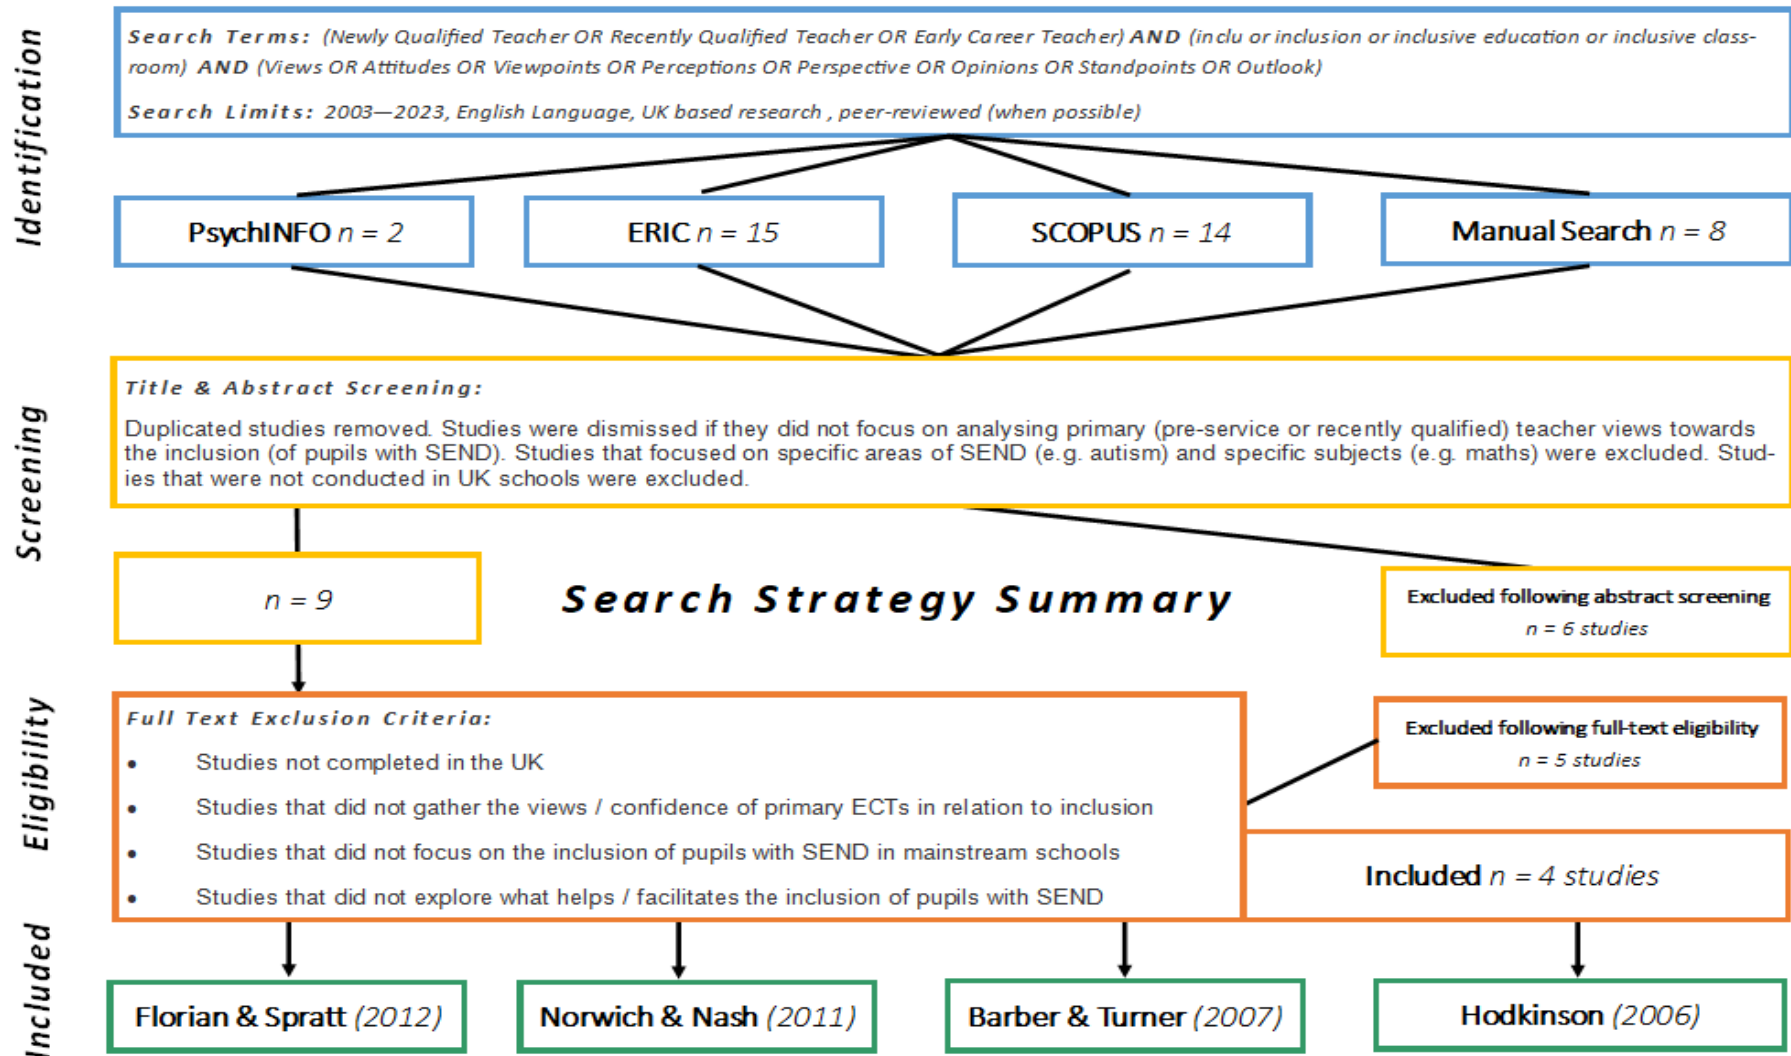 Identification
Search Terms: (Newly Qualified Teacher OR Recently Qualified Teacher OR Early Career Teacher) AND (inclu or inclusion or inclusive education or inclusive class-
room) AND (Views OR Attitudes OR Viewpoints OR Perceptions OR Perspective OR Opinions OR Standpoints OR Outlook)
Search Limits: 2003—2023, English Language, UK based research , peer-reviewed (when possible)
PsychINFO n = 2
ERIC n = 15
SCOPUS n = 14
Manual Search n = 8
Screening
Title & Abstract Screening:
Duplicated studies removed. Studies were dismissed if they did not focus on analysing primary (pre-service or recently qualified) teacher views towards
the inclusion (of pupils with SEND). Studies that focused on specific areas of SEND (e.g. autism) and specific subjects (e.g. maths) were excluded. Stud-
ies that were not conducted in UK schools were excluded.
n = 9
Search Strategy Summary
Excluded following abstract screening
n = 6 studies
Eligibility
Full Text Exclusion Criteria:
• Studies not completed in the UK
• Studies that did not gather the views / confidence of primary ECTs in relation to inclusion
• Studies that did not focus on the inclusion of pupils with SEND in mainstream schools
• Studies that did not explore what helps / facilitates the inclusion of pupils with SEND
Excluded following full-text eligibility
n = 5 studies
Included n = 4 studies
Included
Florian & Spratt (2012)
Norwich & Nash (2011)
Barber & Turner (2007)
Hodkinson (2006)